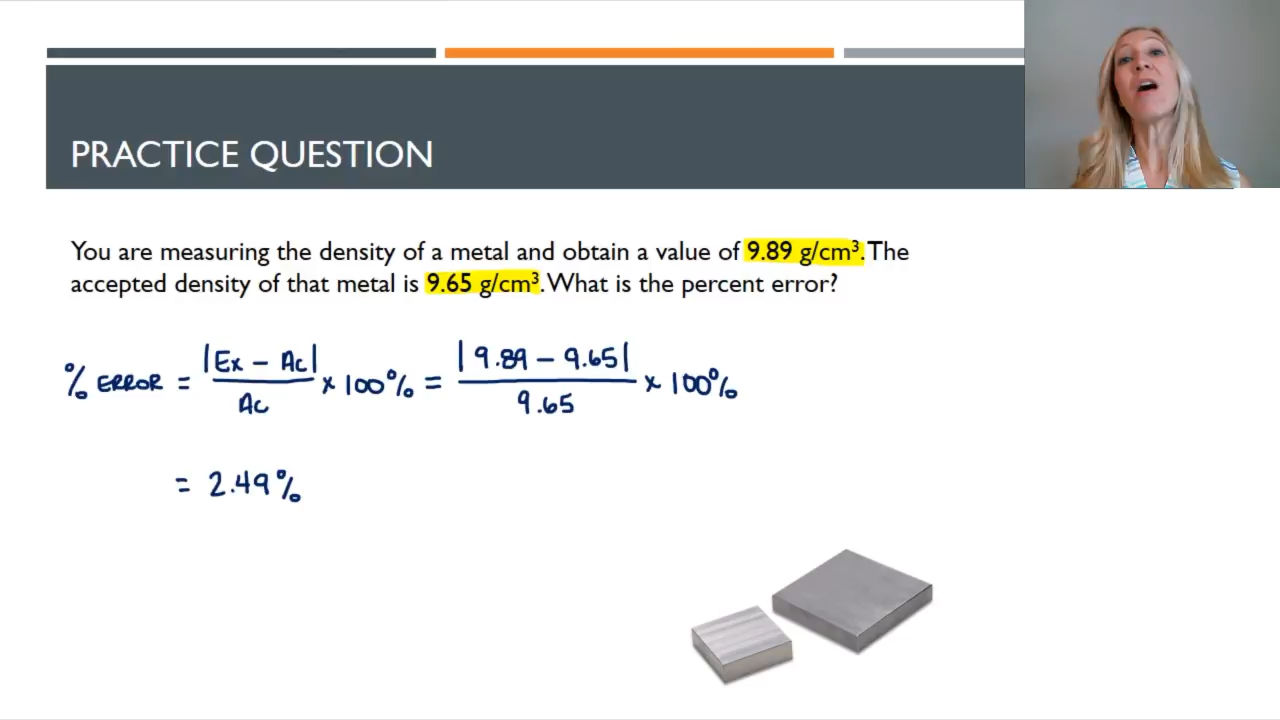 PRACTICE QUESTION
You are measuring the density of a metal and obtain a value of 9.89 g/cm³. The
accepted density of that metal is 9.65 g/cm³. What is the percent error?
% ERROR = |Ex – Ac| / Ac x 100% = |9.89 – 9.65| / 9.65 x 100%
= 2.49%